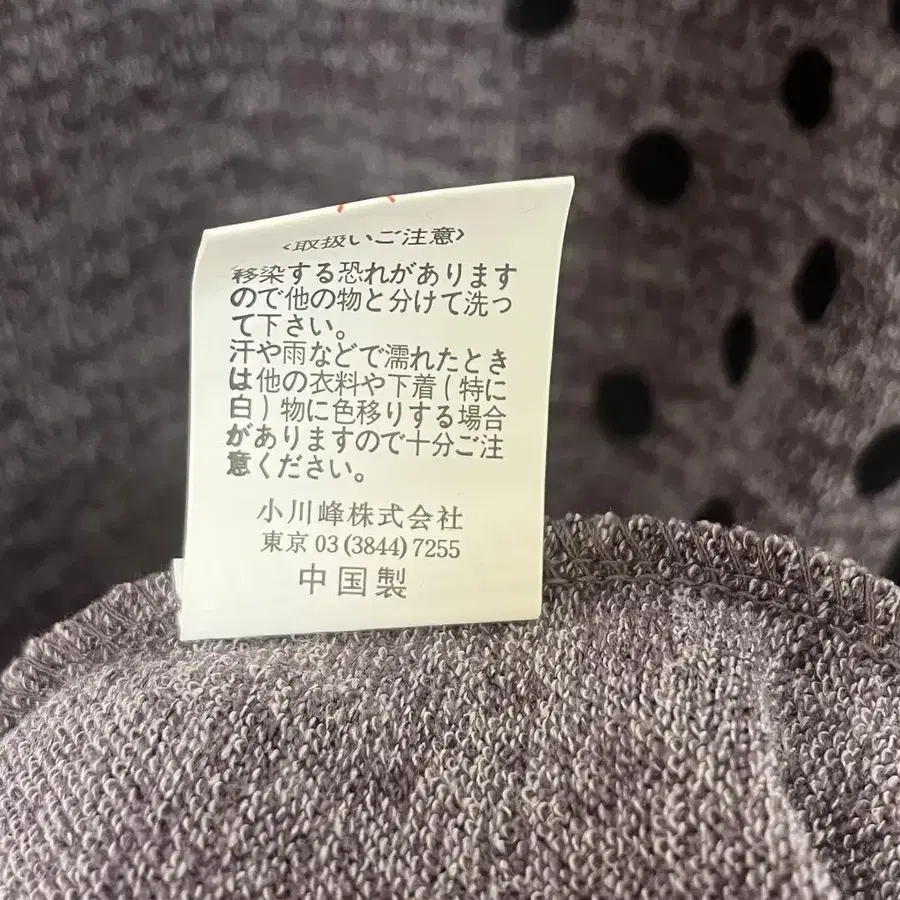 <取扱いご注意>
移染する恐れがあります
ので他の物と分けて洗っ
て下さい。
汗や雨などで濡れたとき
は他の衣料や下着(特に
白)物に色移りする場合
がありますので十分ご注
意ください。
小川峰株式会社
東京 03(3844)7255
中国製